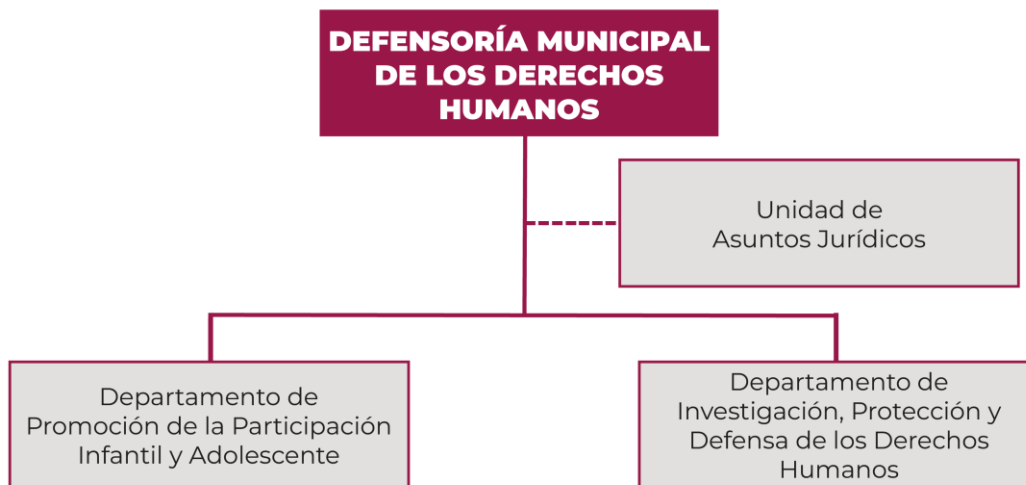 DEFENSORÍA MUNICIPAL
DE LOS DERECHOS
HUMANOS
Unidad de
Asuntos Jurídicos
Departamento de
Promoción de la Participación
Infantil y Adolescente
Departamento de
Investigación, Protección y
Defensa de los Derechos
Humanos